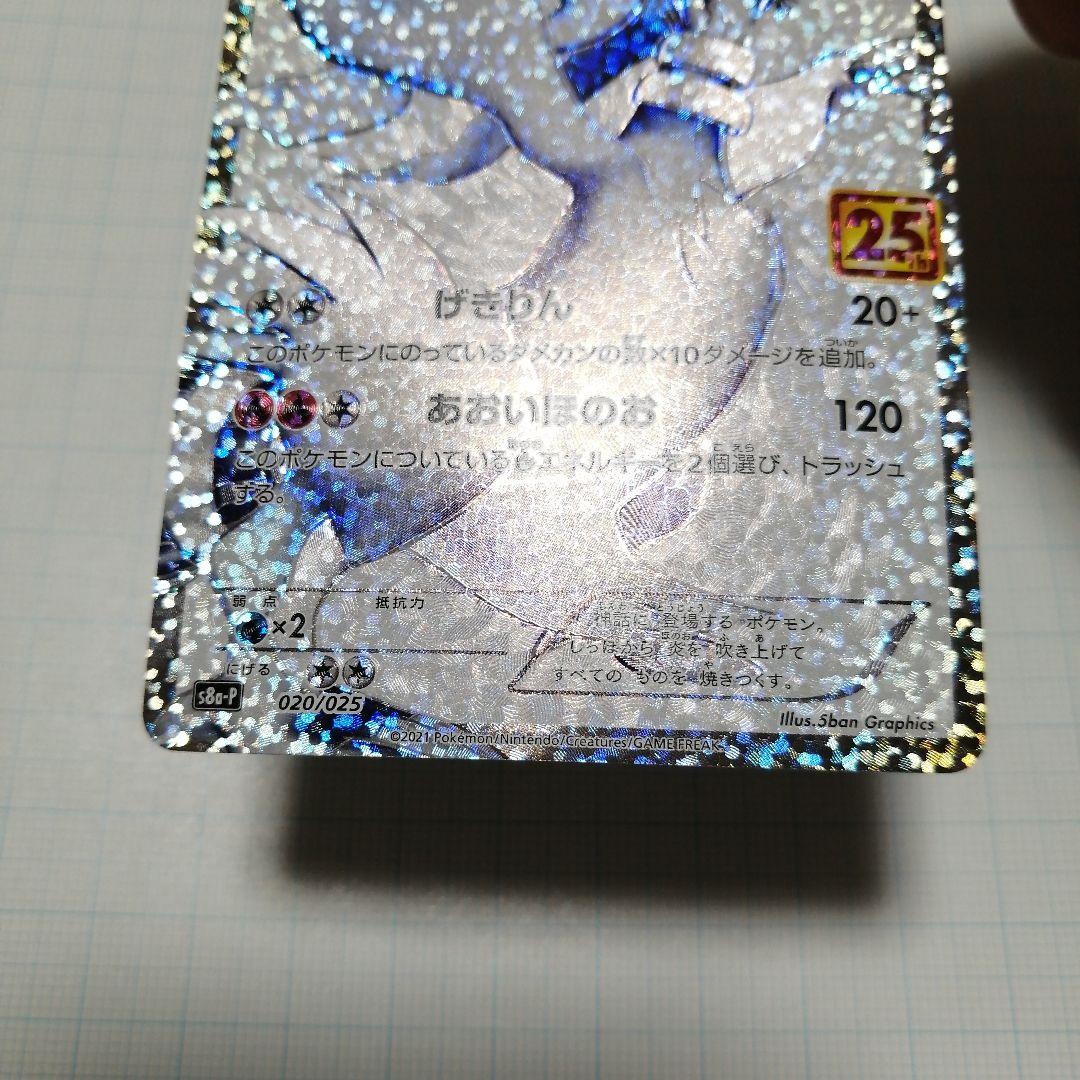 25th
げきりん 20+
このポケモンにのっているダメカンの数×10ダメージを追加。
あおいほのお 120
このポケモンについているエネルギーを2個選び、トラッシュ
する。
弱点 抵抗力
×2
神話に 登場する ポケモン。
しっぽから 炎を 吹き上げて
すべての ものを 焼きつくす。
にげる
s8a-P 020/025
Illus.5ban Graphics
©2021 Pokémon/Nintendo/Creatures/GAME FREAK